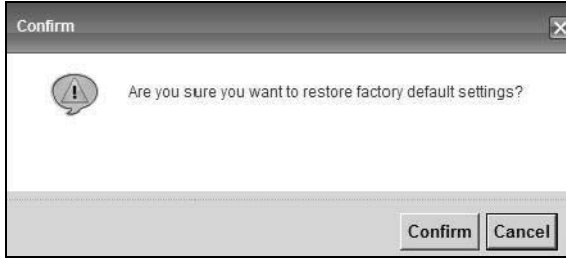 Confirm
Are you sure you want to restore factory default settings?
Confirm Cancel